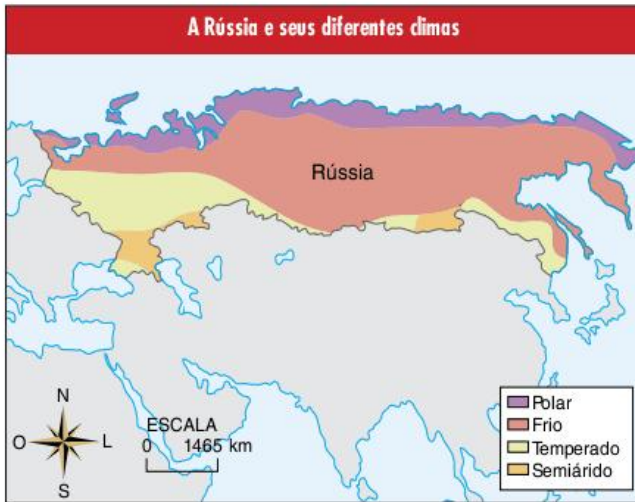 A Rússia e seus diferentes climas
Rússia
N
O
L
S
ESCALA
0 1465 km
Polar
Frio
Temperado
Semiárido